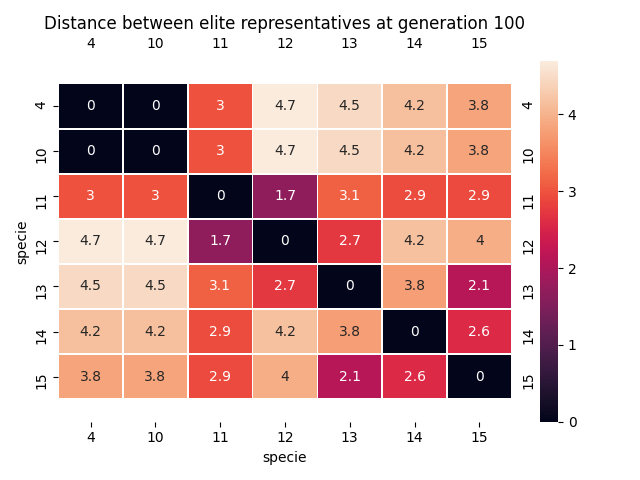 Distance between elite representatives at generation 100
4 10 11 12 13 14 15
4 0 0 3 4.7 4.5 4.2 3.8 4
10 0 0 3 4.7 4.5 4.2 3.8 10
11 3 3 0 1.7 3.1 2.9 2.9 11
12 4.7 4.7 1.7 0 2.7 4.2 4 12
13 4.5 4.5 3.1 2.7 0 3.8 2.1 13
14 4.2 4.2 2.9 4.2 3.8 0 2.6 14
15 3.8 3.8 2.9 4 2.1 2.6 0 15
4 10 11 12 13 14 15
specie
specie
4
3
2
1
0